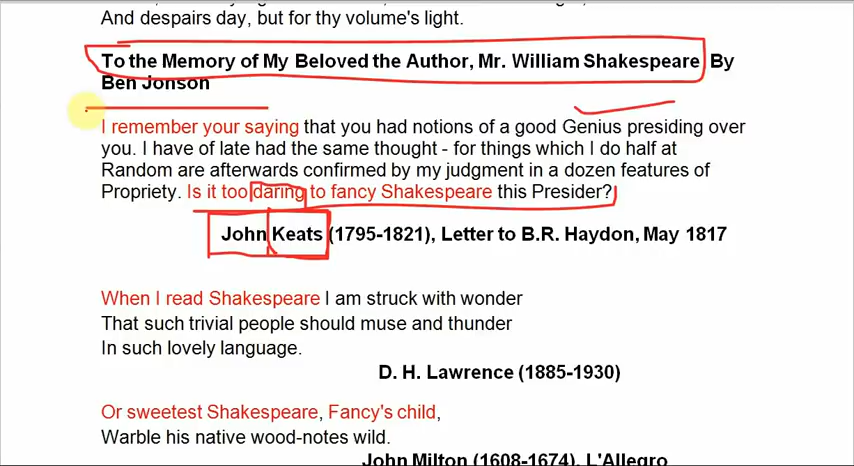 And despairs day, but for thy volume's light.
To the Memory of My Beloved the Author, Mr. William Shakespeare By
Ben Jonson
I remember your saying that you had notions of a good Genius presiding over
you. I have of late had the same thought - for things which I do half at
Random are afterwards confirmed by my judgment in a dozen features of
Propriety. Is it too daring to fancy Shakespeare this Presider?
John Keats (1795-1821), Letter to B.R. Haydon, May 1817
When I read Shakespeare I am struck with wonder
That such trivial people should muse and thunder
In such lovely language.
D. H. Lawrence (1885-1930)
Or sweetest Shakespeare, Fancy's child,
Warble his native wood-notes wild.
John Milton (1608-1674), L'Allegro